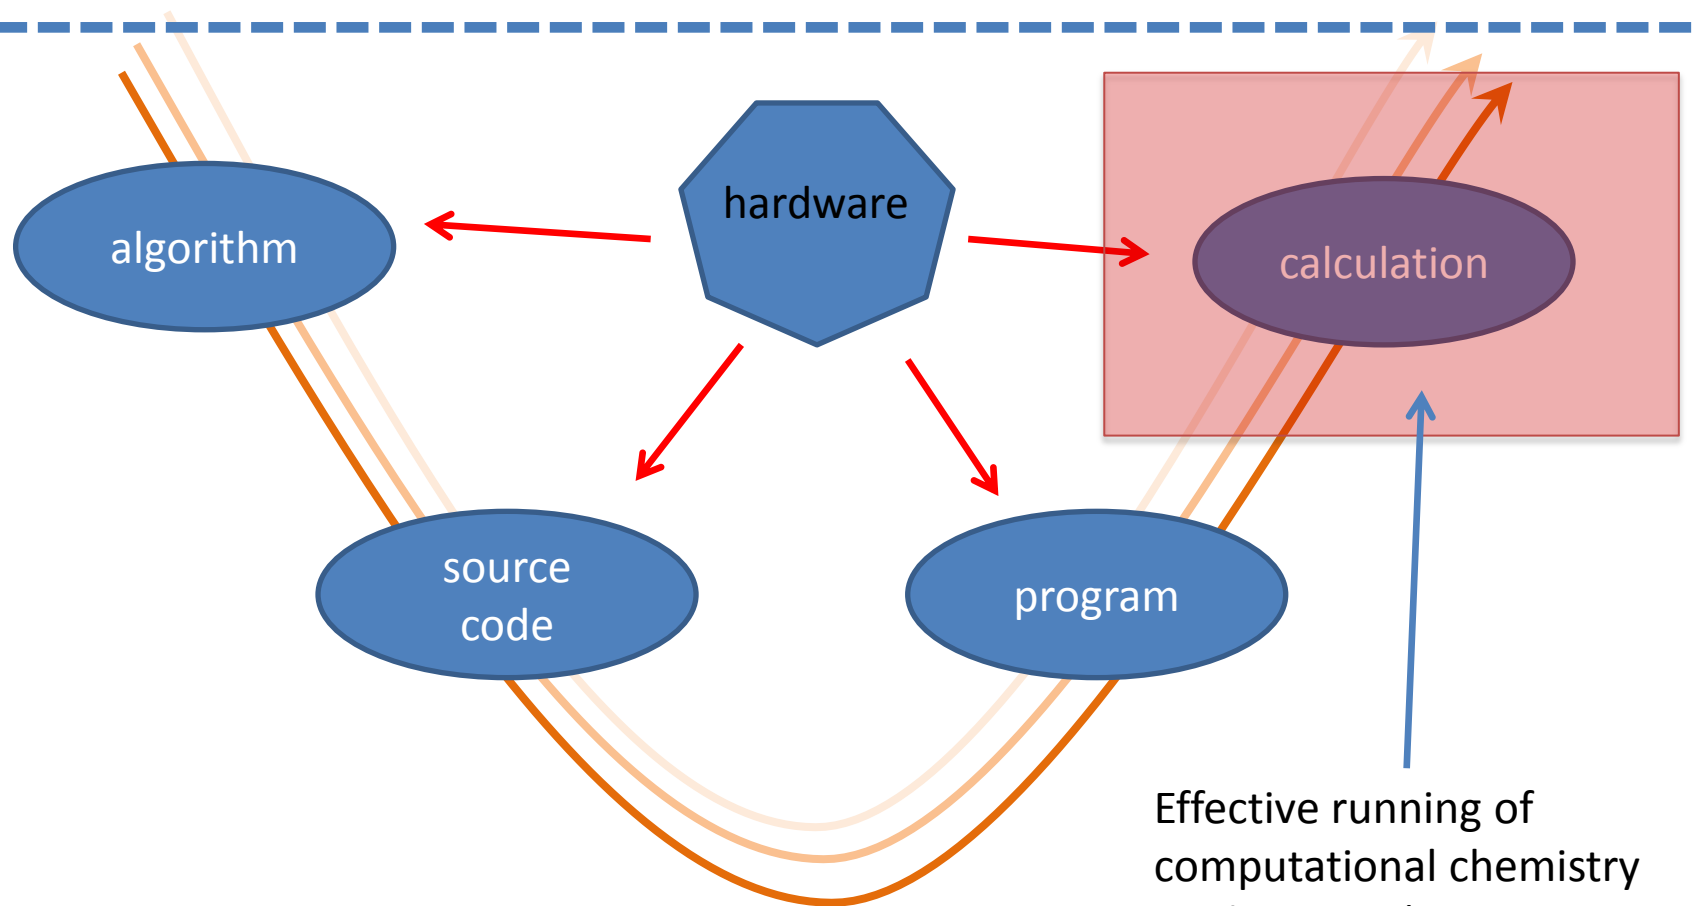 hardware
algorithm
calculation
source
code
program
Effective running of
computational chemistry